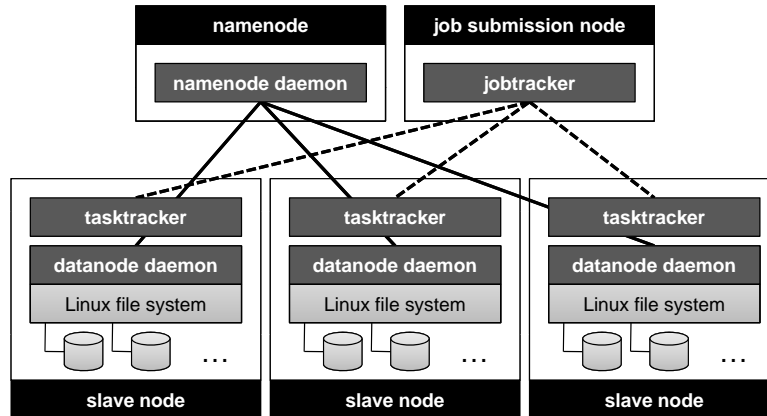 namenode
job submission node
namenode daemon
jobtracker
tasktracker
tasktracker
tasktracker
datanode daemon
datanode daemon
datanode daemon
Linux file system
Linux file system
Linux file system
...
...
...
slave node
slave node
slave node